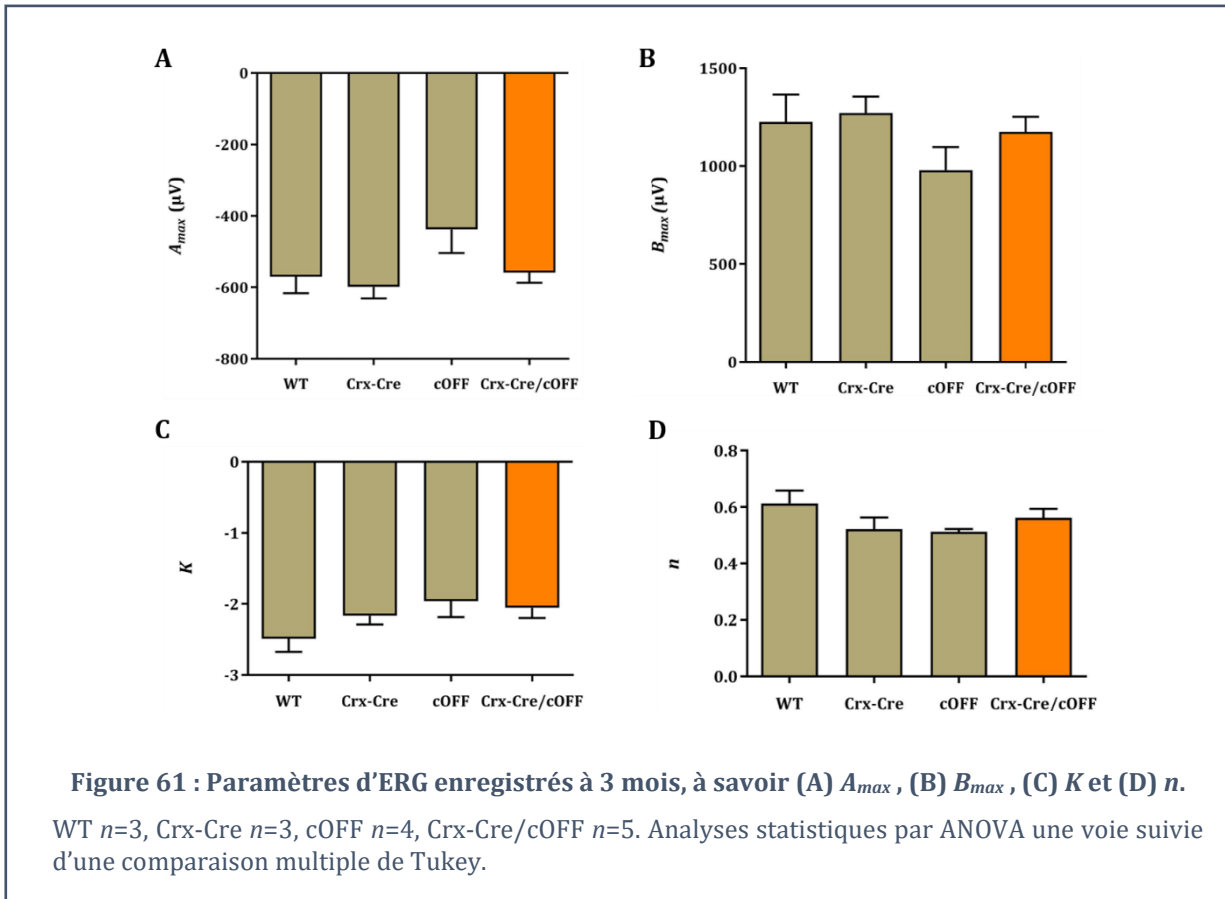 A
0
-200
-400
-600
-800
A_max (µV)
WT Crx-Cre cOFF Crx-Cre/cOFF
B
1500
1000
500
0
B_max (µV)
WT Crx-Cre cOFF Crx-Cre/cOFF
C
0
-1
-2
-3
K
WT Crx-Cre cOFF Crx-Cre/cOFF
D
0.8
0.6
0.4
0.2
0.0
n
WT Crx-Cre cOFF Crx-Cre/cOFF
Figure 61 : Paramètres d’ERG enregistrés à 3 mois, à savoir (A) A_max , (B) B_max , (C) K et (D) n.
WT n=3, Crx-Cre n=3, cOFF n=4, Crx-Cre/cOFF n=5. Analyses statistiques par ANOVA une voie suivie
d’une comparaison multiple de Tukey.